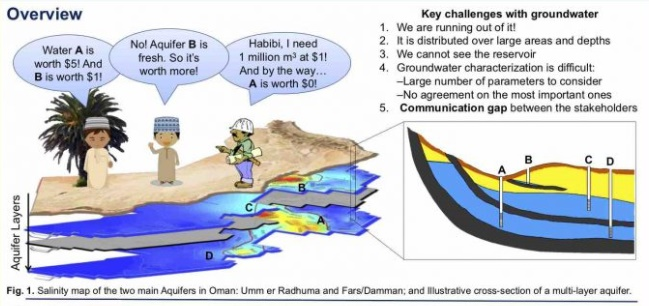 Overview
Water A is
worth $5! And
B is worth $1!
No! Aquifer B is
fresh. So it's
worth more!
Habibi, I need
1 million m³ at $1!
And by the way…
A is worth $0!
Key challenges with groundwater
1. We are running out of it!
2. It is distributed over large areas and depths
3. We cannot see the reservoir
4. Groundwater characterization is difficult:
–Large number of parameters to consider
–No agreement on the most important ones
5. Communication gap between the stakeholders
Aquifer Layers
B
C
A
D
A
B
C
D
Fig. 1. Salinity map of the two main Aquifers in Oman: Umm er Radhuma and Fars/Damman; and Illustrative cross-section of a multi-layer aquifer.